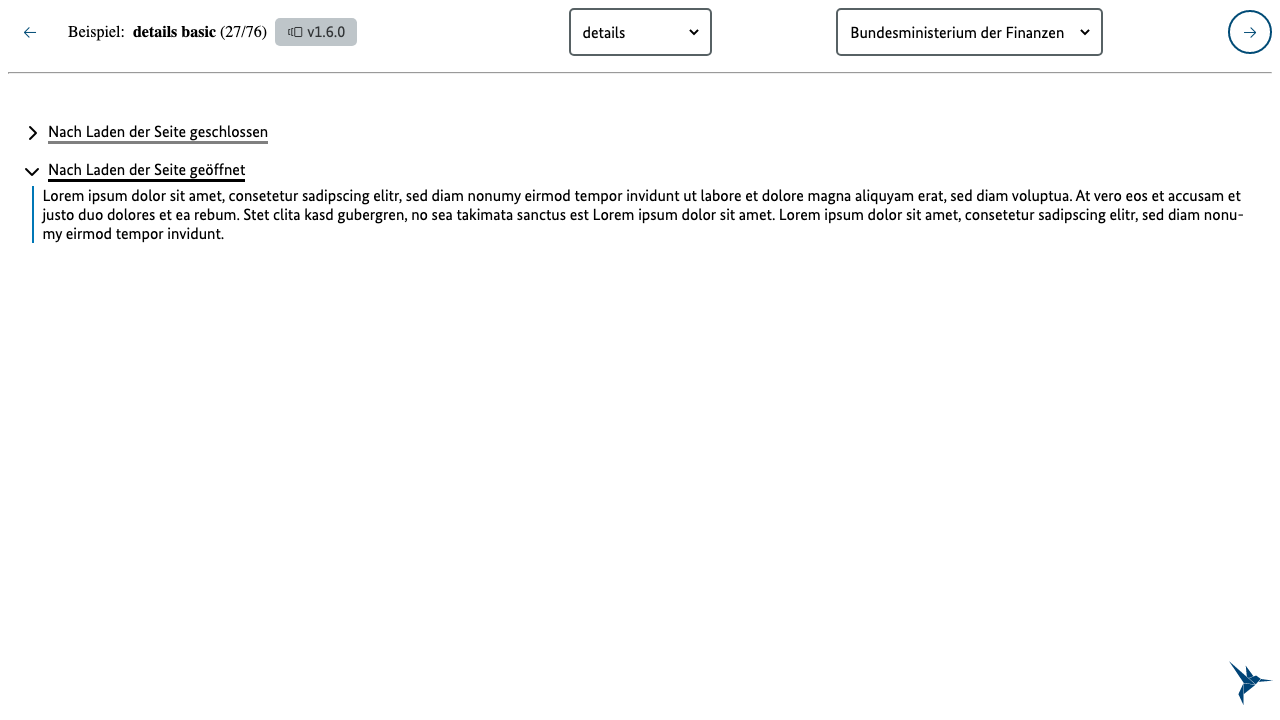 Beispiel: details basic (27/76) v1.6.0 details Bundesministerium der Finanzen
Nach Laden der Seite geschlossen
Nach Laden der Seite geöffnet
Lorem ipsum dolor sit amet, consetetur sadipscing elitr, sed diam nonumy eirmod tempor invidunt ut labore et dolore magna aliquyam erat, sed diam voluptua. At vero eos et accusam et
justo duo dolores et ea rebum. Stet clita kasd gubergren, no sea takimata sanctus est Lorem ipsum dolor sit amet. Lorem ipsum dolor sit amet, consetetur sadipscing elitr, sed diam nonu-
my eirmod tempor invidunt.